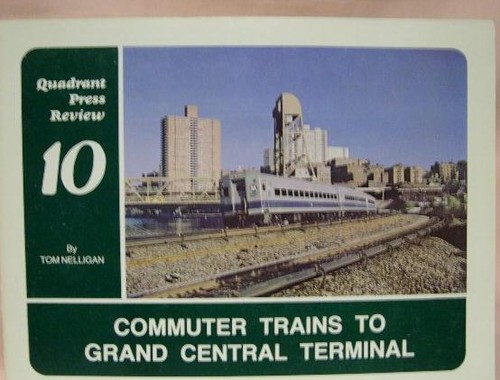 Quadrant
Press
Review
10
By
TOM NELLIGAN
COMMUTER TRAINS TO
GRAND CENTRAL TERMINAL